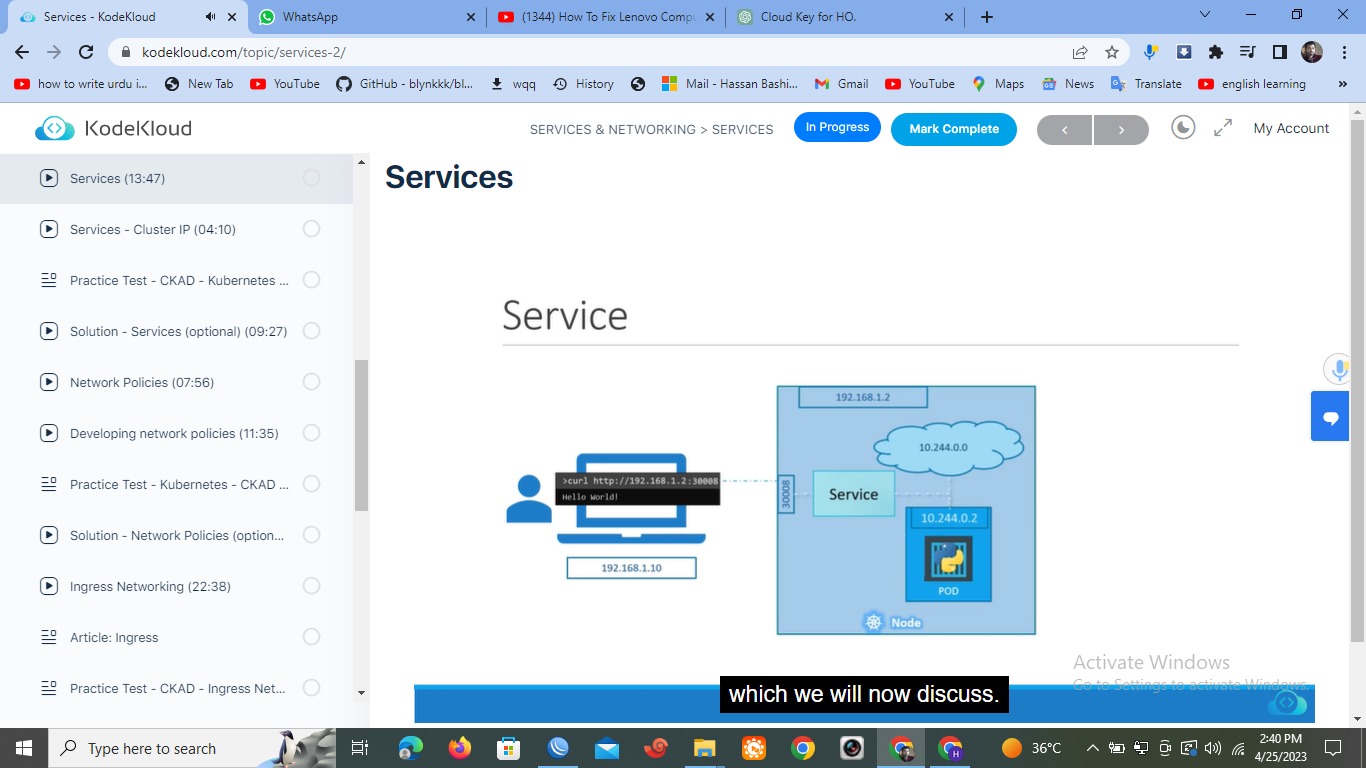 Services - KodeKloud
WhatsApp
(1344) How To Fix Lenovo Compu
Cloud Key for HO.
kodekloud.com/topic/services-2/
how to write urdu i...
New Tab
YouTube
GitHub - blynkkk/bl...
wqq
History
Mail - Hassan Bashi...
Gmail
YouTube
Maps
News
Translate
english learning
»
KodeKloud
SERVICES & NETWORKING > SERVICES
In Progress
Mark Complete
<
>
My Account
Services (13:47)
Services - Cluster IP (04:10)
Practice Test - CKAD - Kubernetes ...
Solution - Services (optional) (09:27)
Network Policies (07:56)
Developing network policies (11:35)
Practice Test - Kubernetes - CKAD ...
Solution - Network Policies (option...
Ingress Networking (22:38)
Article: Ingress
Practice Test - CKAD - Ingress Net...
Services
Service
192.168.1.2
10.244.0.0
>curl http://192.168.1.2:30008
Hello World!
30008
Service
10.244.0.2
POD
192.168.1.10
Node
Activate Windows
Go to Settings to activate Windows.
which we will now discuss.
Type here to search
36°C
2:40 PM
4/25/2023